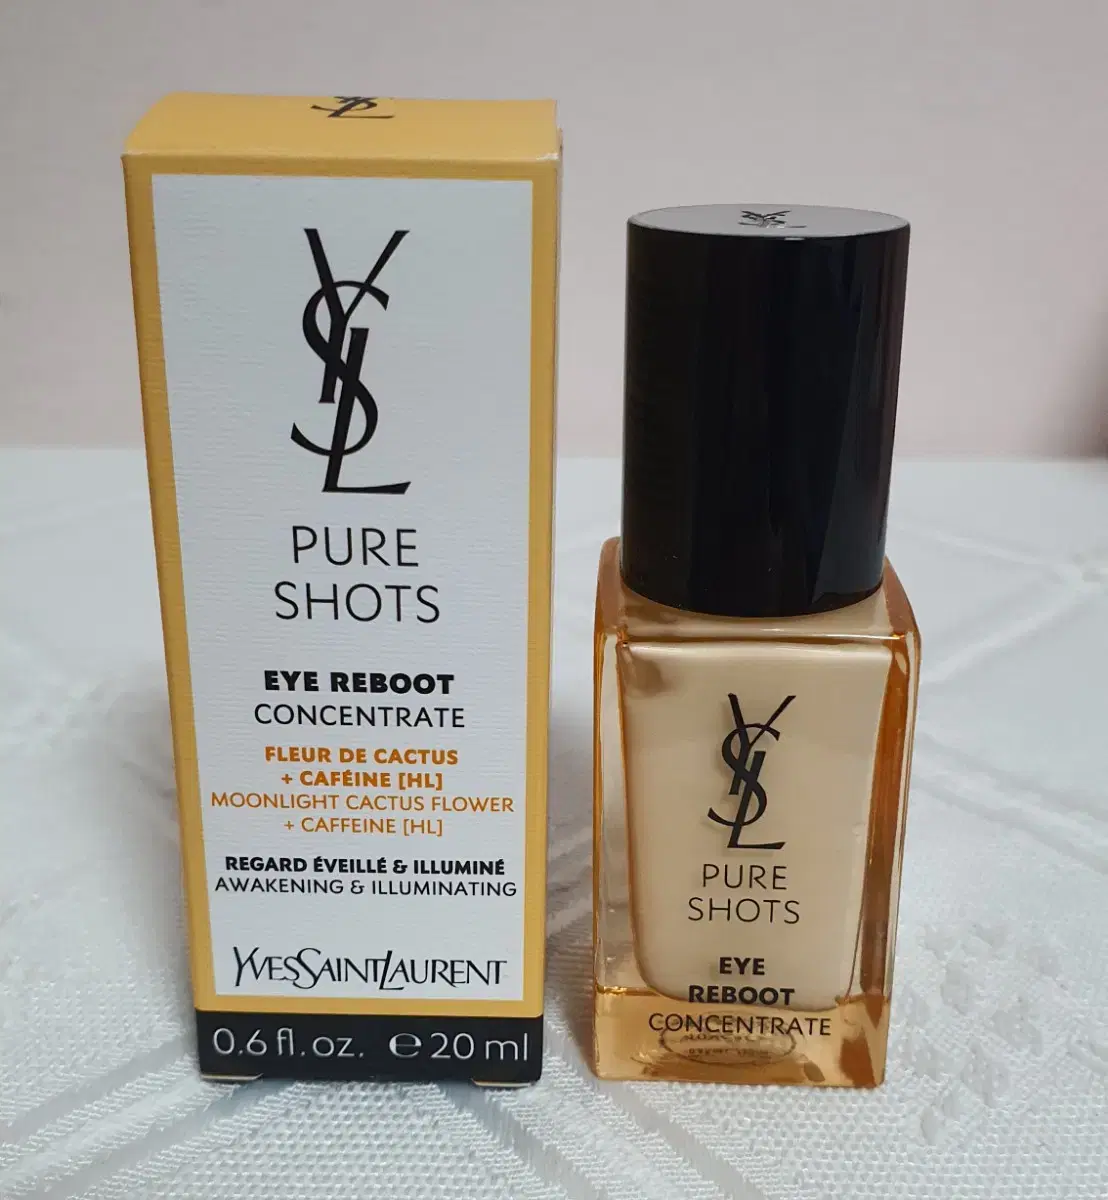 YSL
YSL
PURE
SHOTS
EYE REBOOT
CONCENTRATE
FLEUR DE CACTUS
+ CAFÉINE [HL]
MOONLIGHT CACTUS FLOWER
+ CAFFEINE [HL]
REGARD ÉVEILLÉ & ILLUMINÉ
AWAKENING & ILLUMINATING
YVESSAINTLAURENT
0.6 fl. oz. e 20 ml
YSL
YSL
PURE
SHOTS
EYE
REBOOT
CONCENTRATE